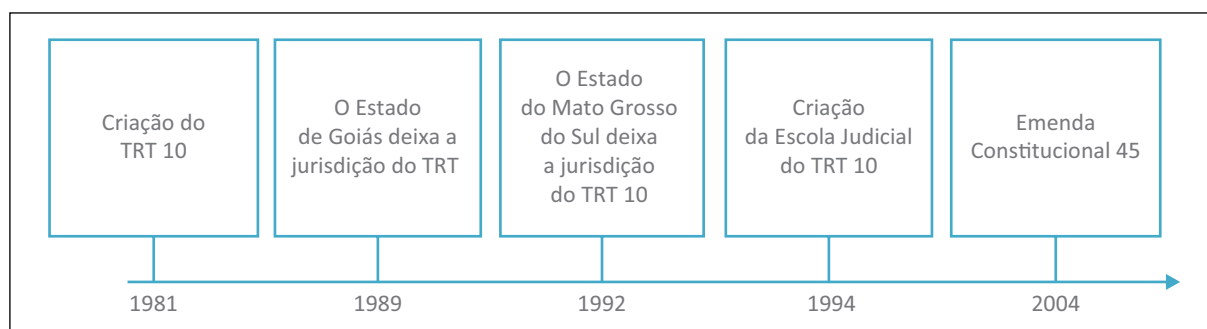 Criação do
TRT 10
O Estado
de Goiás deixa a
jurisdição do TRT
O Estado
do Mato Grosso
do Sul deixa
a jurisdição
do TRT 10
Criação
da Escola Judicial
do TRT 10
Emenda
Constitucional 45
1981
1989
1992
1994
2004